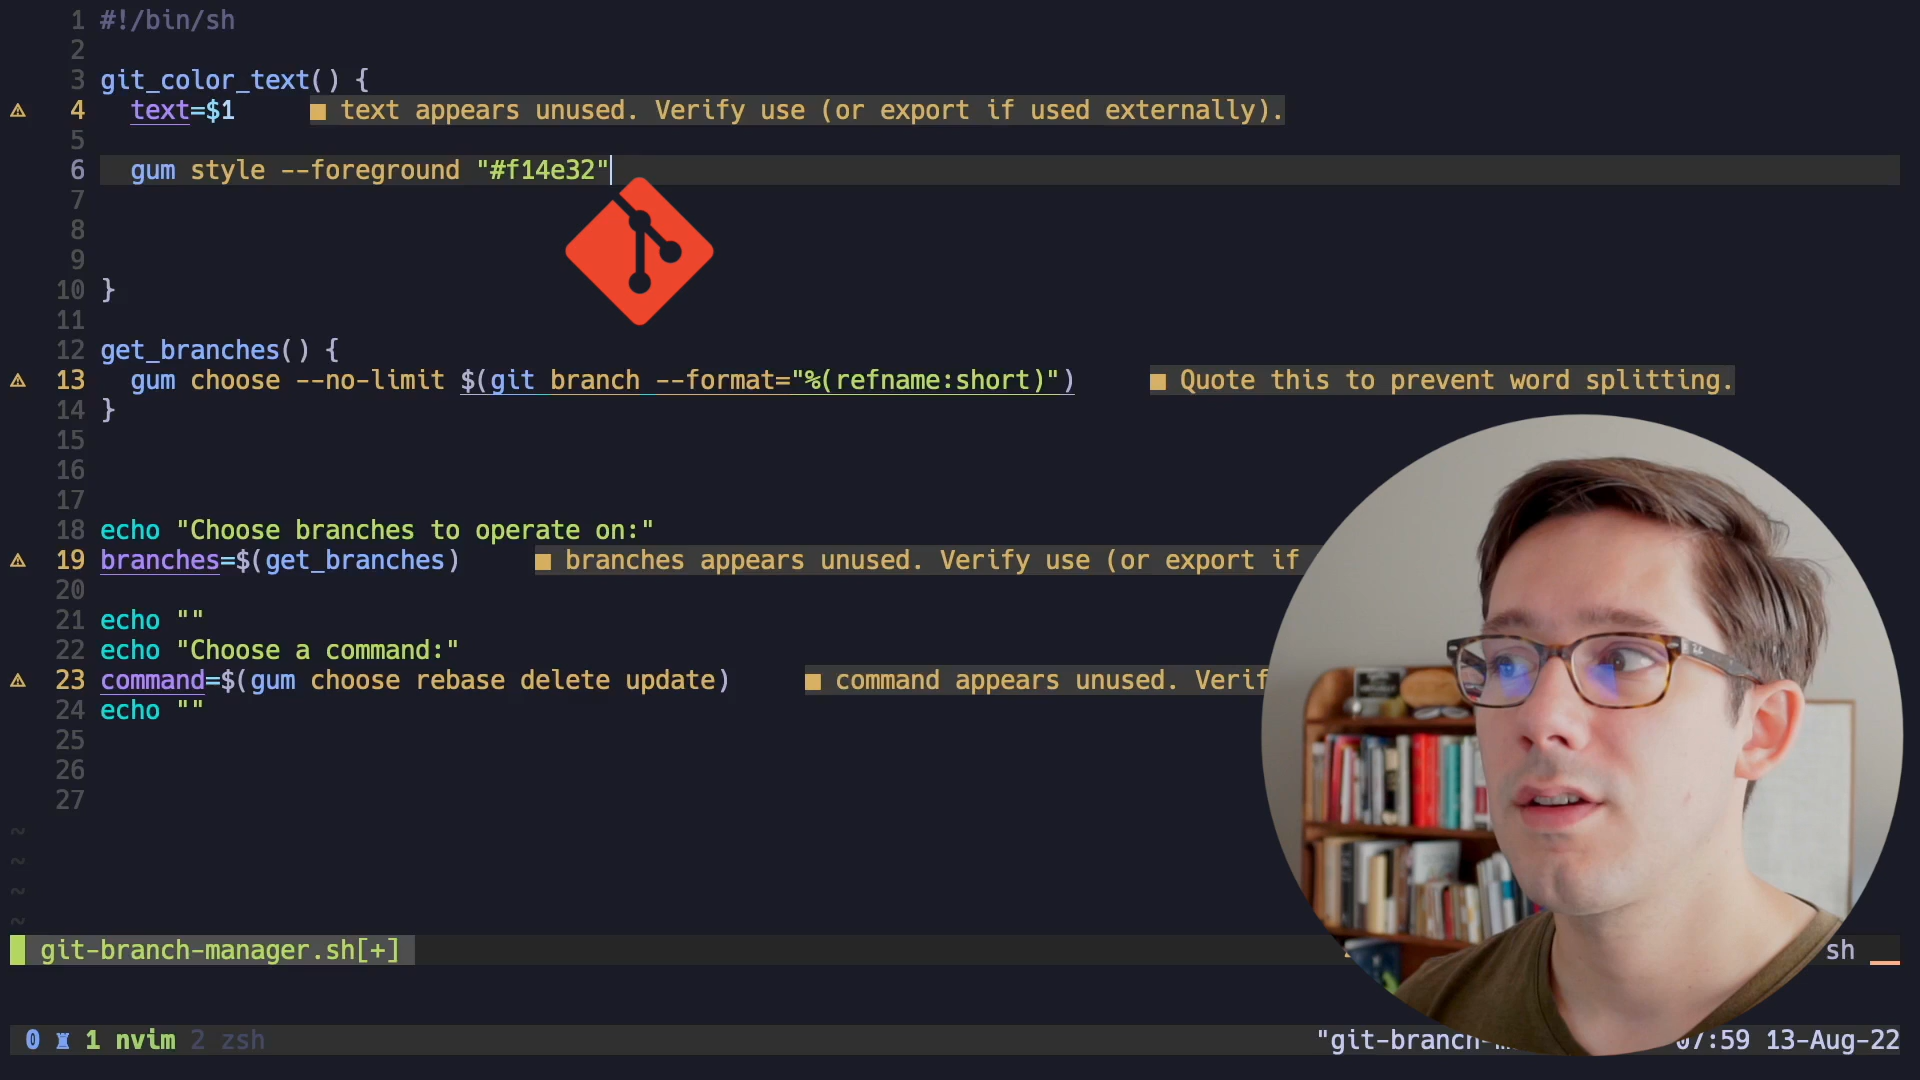 1 #!/bin/sh
2
3 git_color_text() {
⚠ 4 text=$1 ■ text appears unused. Verify use (or export if used externally).
5
6 gum style --foreground "#f14e32"
7
8
9
10 }
11
12 get_branches() {
⚠ 13 gum choose --no-limit $(git branch --format="%(refname:short)") ■ Quote this to prevent word splitting.
14 }
15
16
17
18 echo "Choose branches to operate on:"
⚠ 19 branches=$(get_branches) ■ branches appears unused. Verify use (or export if
20
21 echo ""
22 echo "Choose a command:"
⚠ 23 command=$(gum choose rebase delete update) ■ command appears unused. Verif
24 echo ""
25
26
27
~
~
~
~
git-branch-manager.sh[+] sh
0 ♜ 1 nvim 2 zsh "git-branch-m 07:59 13-Aug-22